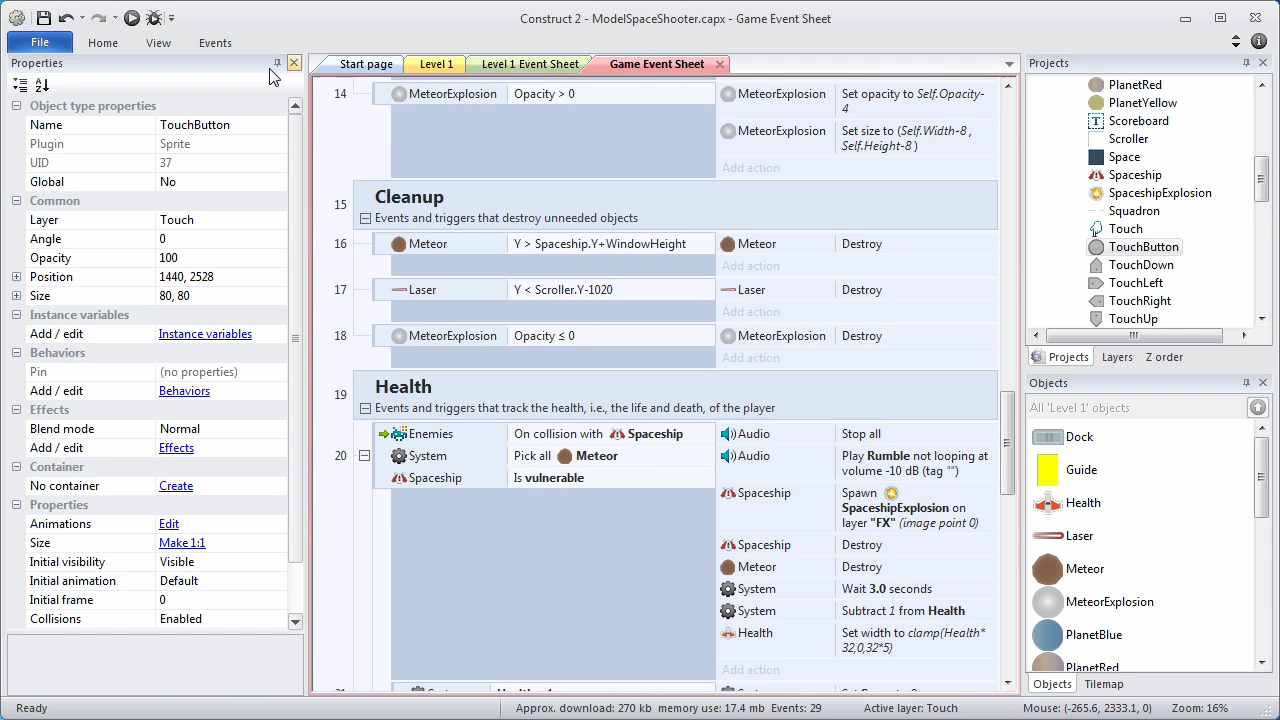 Construct 2 - ModelSpaceShooter.capx - Game Event Sheet
File Home View Events
Properties
Object type properties
Name TouchButton
Plugin Sprite
UID 37
Global No
Common
Layer Touch
Angle 0
Opacity 100
Position 1440, 2528
Size 80, 80
Instance variables
Add / edit Instance variables
Behaviors
Pin (no properties)
Add / edit Behaviors
Effects
Blend mode Normal
Add / edit Effects
Container
No container Create
Properties
Animations Edit
Size Make 1:1
Initial visibility Visible
Initial animation Default
Initial frame 0
Collisions Enabled
Start page Level 1 Level 1 Event Sheet Game Event Sheet
14 MeteorExplosion Opacity > 0 MeteorExplosion Set opacity to Self.Opacity-
4
MeteorExplosion Set size to (Self.Width-8 ,
Self.Height-8 )
Add action
15 Cleanup
Events and triggers that destroy unneeded objects
16 Meteor Y > Spaceship.Y+WindowHeight Meteor Destroy
Add action
17 Laser Y < Scroller.Y-1020 Laser Destroy
Add action
18 MeteorExplosion Opacity ≤ 0 MeteorExplosion Destroy
Add action
19 Health
Events and triggers that track the health, i.e., the life and death, of the player
Enemies On collision with Spaceship Audio Stop all
20 System Pick all Meteor Audio Play Rumble not looping at
volume -10 dB (tag "")
Spaceship Is vulnerable
Spaceship Spawn
SpaceshipExplosion on
layer "FX" (image point 0)
Spaceship Destroy
Meteor Destroy
System Wait 3.0 seconds
System Subtract 1 from Health
Health Set width to clamp(Health*
32,0,32*5)
Add action
Projects
PlanetRed
PlanetYellow
Scoreboard
Scroller
Space
Spaceship
SpaceshipExplosion
Squadron
Touch
TouchButton
TouchDown
TouchLeft
TouchRight
TouchUp
Projects Layers Z order
Objects
All 'Level 1' objects
Dock
Guide
Health
Laser
Meteor
MeteorExplosion
PlanetBlue
PlanetRed
Objects Tilemap
Ready Approx. download: 270 kb memory use: 17.4 mb Events: 29 Active layer: Touch Mouse: (-265.6, 2333.1, 0) Zoom: 16%